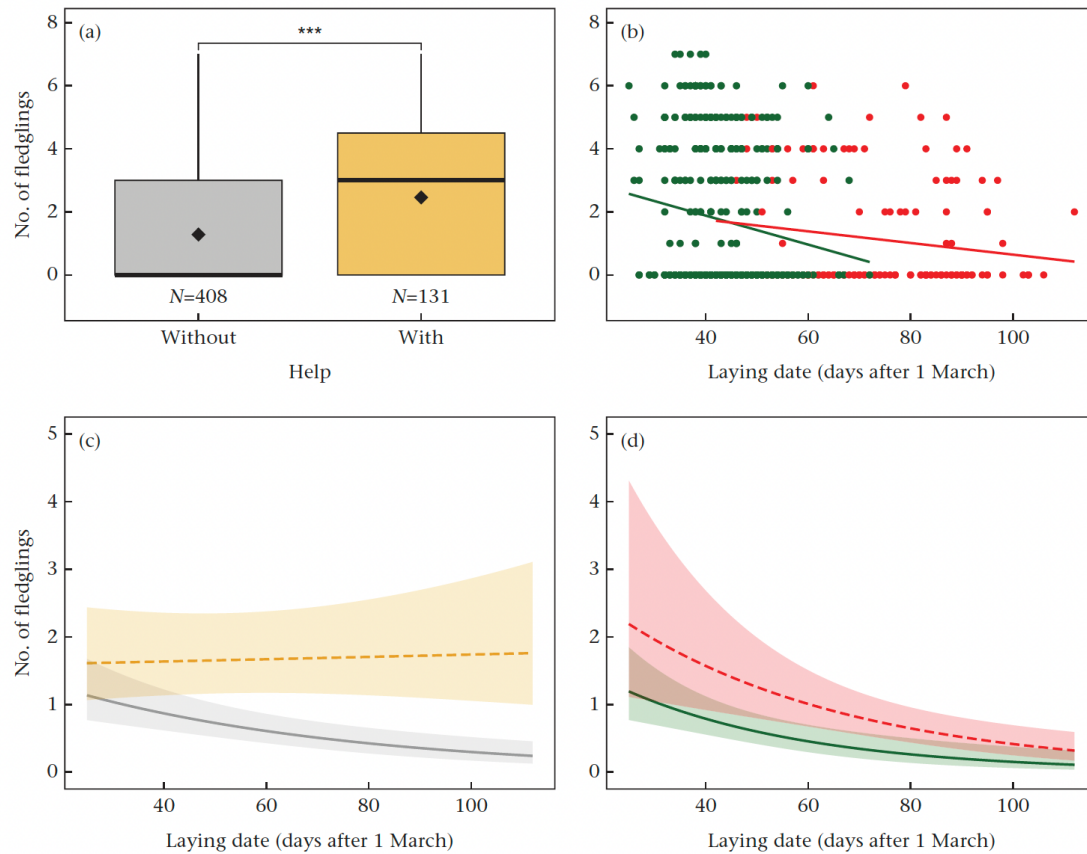 (a)
***
No. of fledglings
8
6
4
2
0
N=408
N=131
Without
With
Help
(b)
8
6
4
2
0
40
60
80
100
Laying date (days after 1 March)
(c)
No. of fledglings
5
4
3
2
1
0
40
60
80
100
Laying date (days after 1 March)
(d)
5
4
3
2
1
0
40
60
80
100
Laying date (days after 1 March)